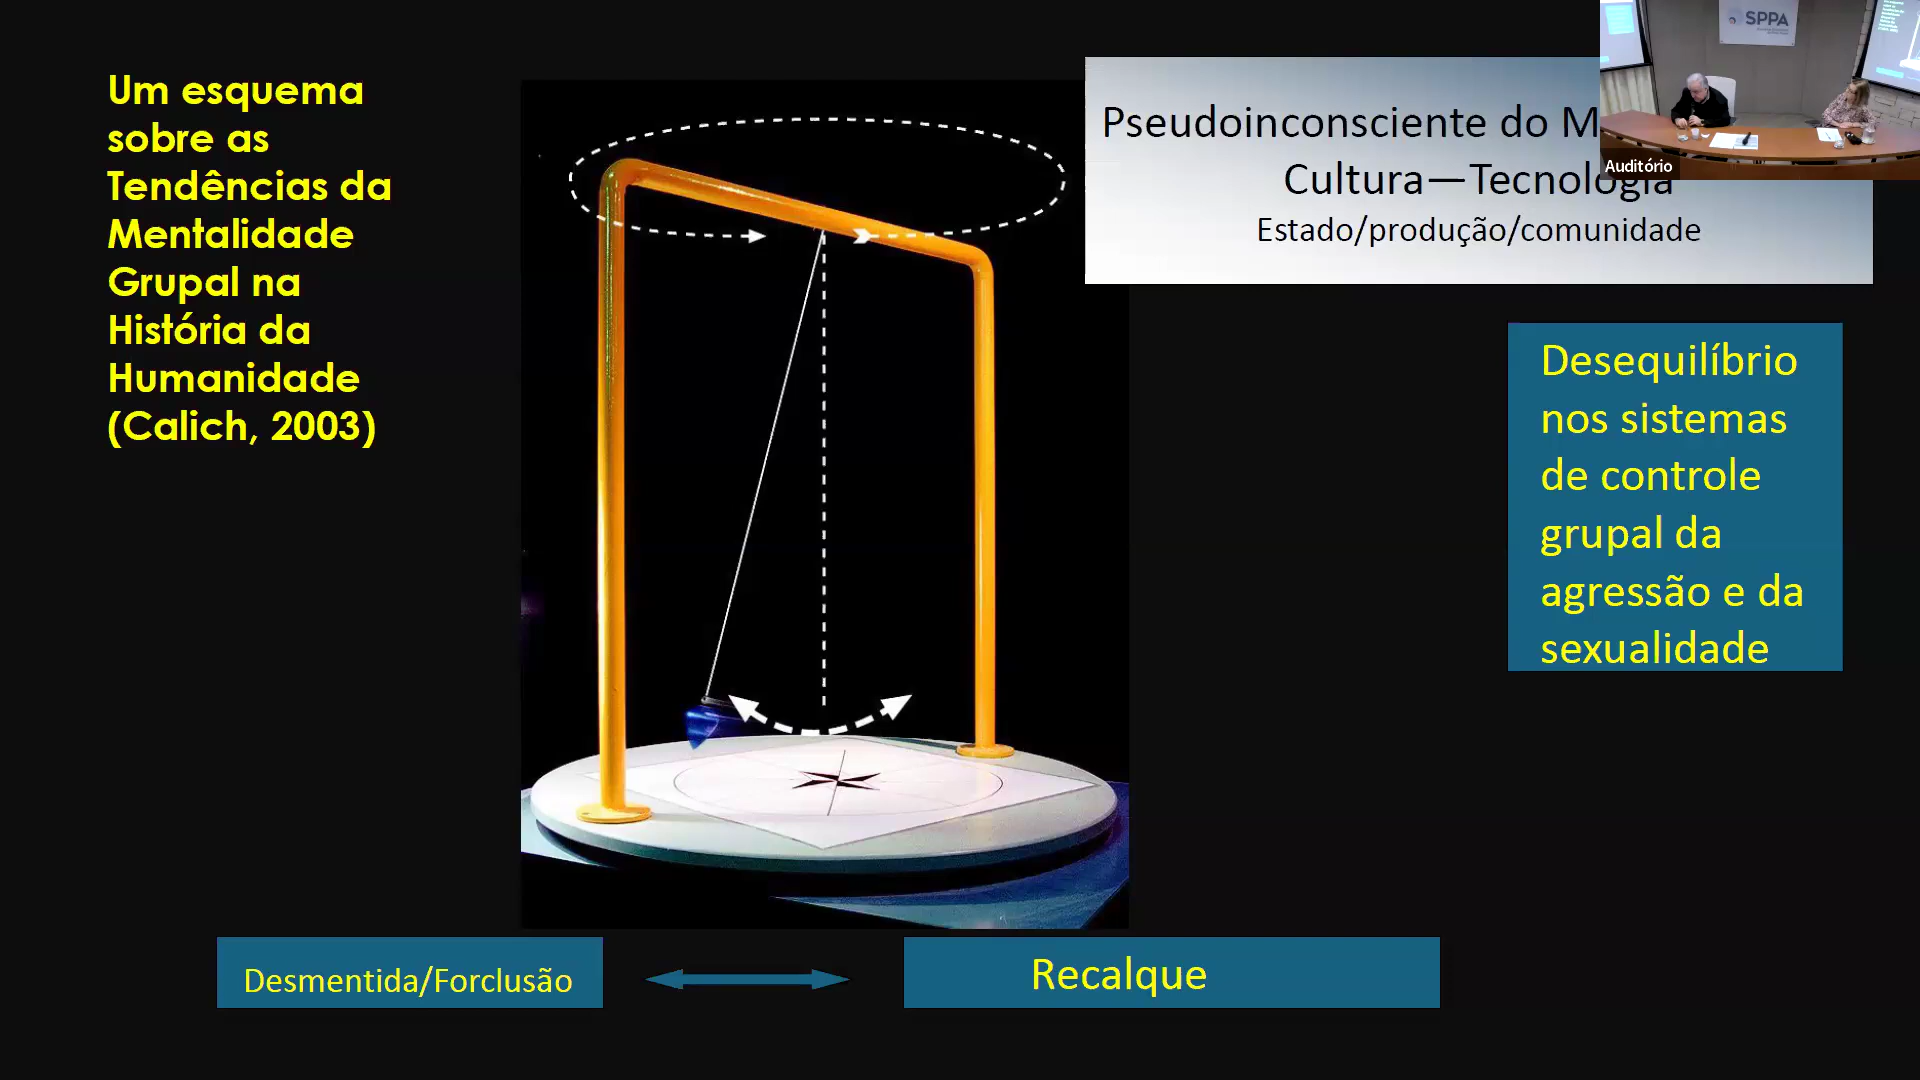 Um esquema
sobre as
Tendências da
Mentalidade
Grupal na
História da
Humanidade
(Calich, 2003)
Pseudoinconsciente do
Cultura—Tecnologia
Estado/produção/comunidade
SPPA
Auditório
Desequilíbrio
nos sistemas
de controle
grupal da
agressão e da
sexualidade
Desmentida/Forclusão
Recalque